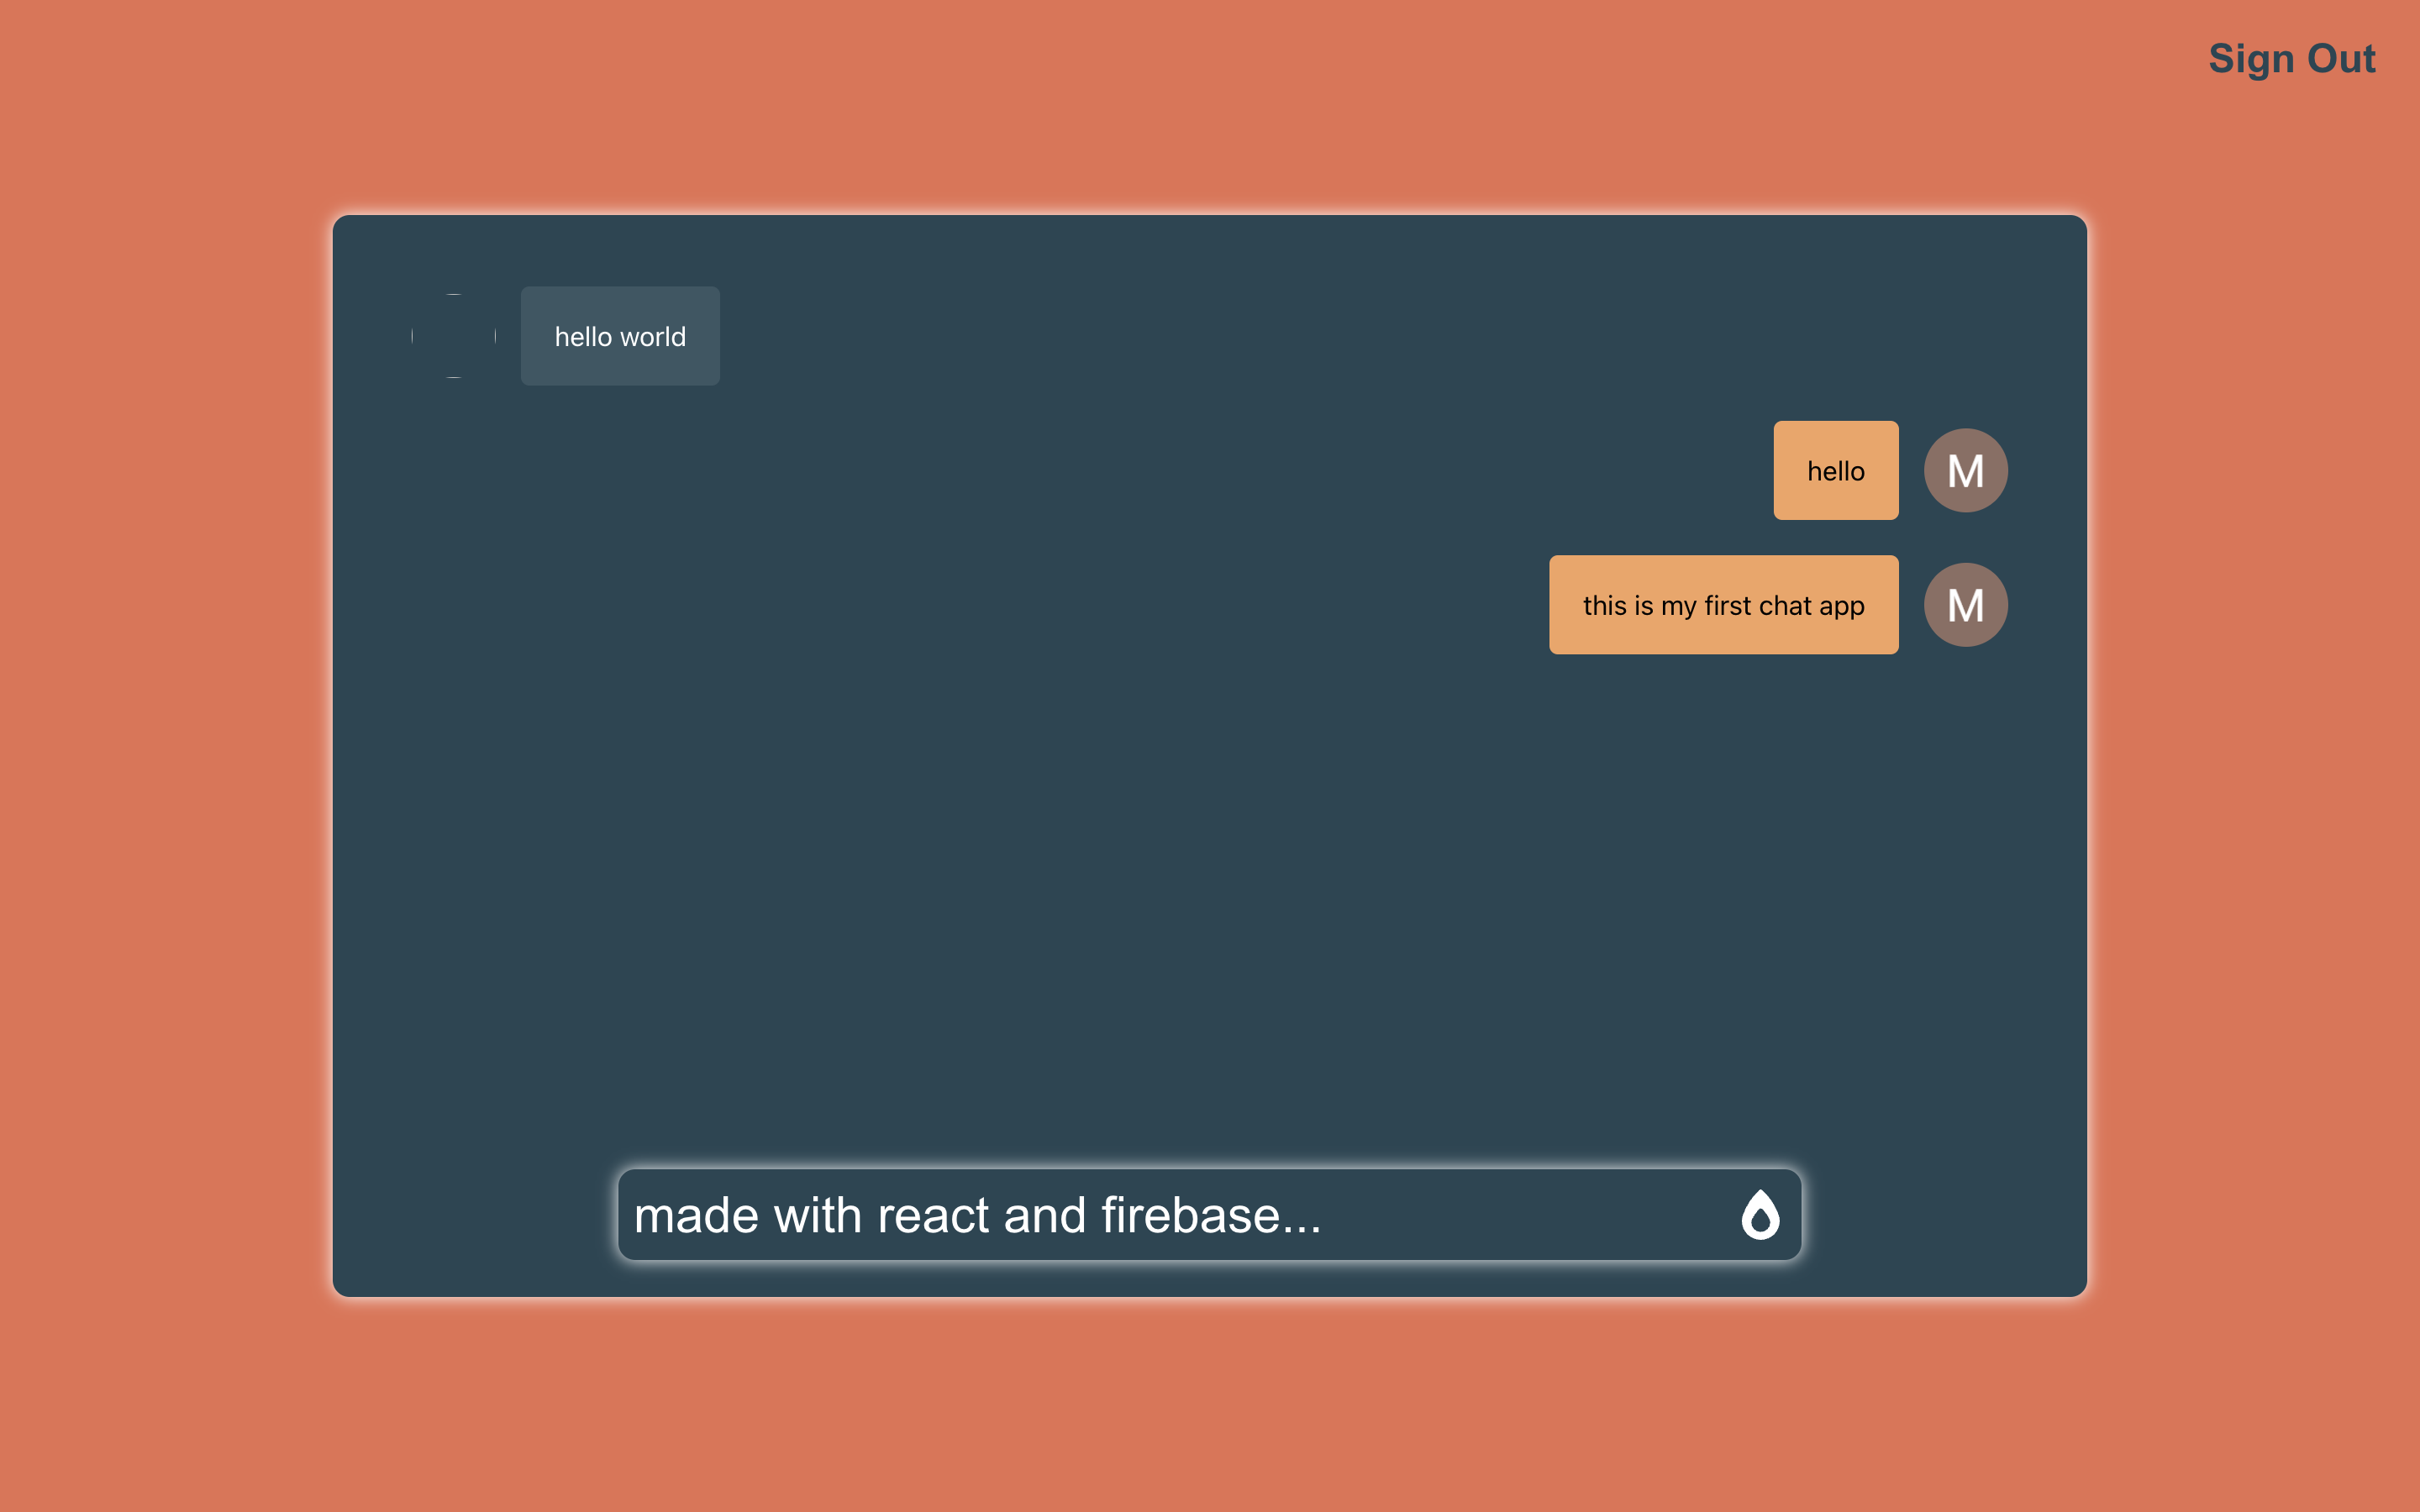 Sign Out
hello world
hello
M
this is my first chat app
M
made with react and firebase...